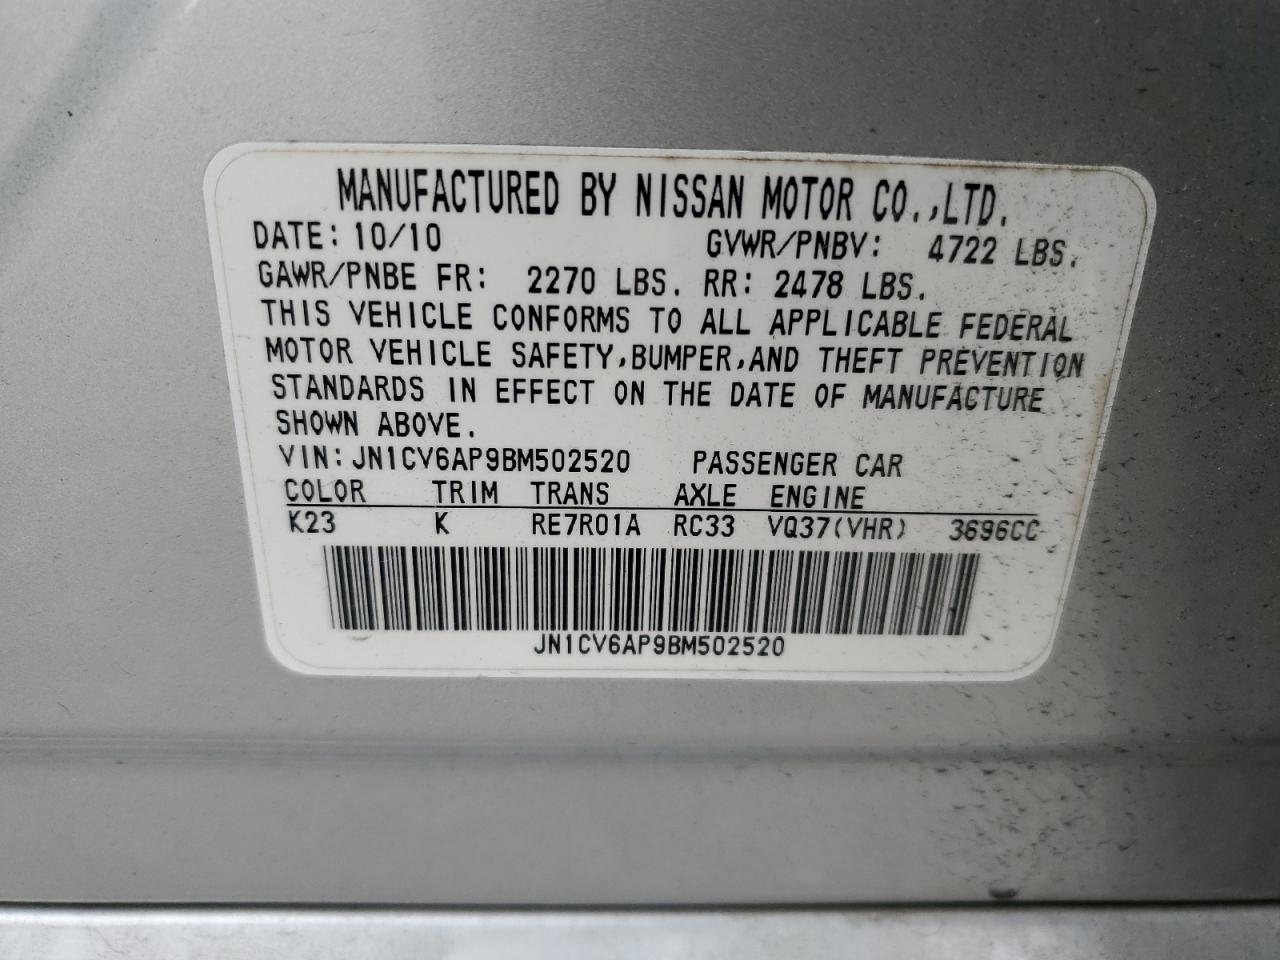 MANUFACTURED BY NISSAN MOTOR CO.,LTD.
DATE: 10/10 GVWR/PNBV: 4722 LBS.
GAWR/PNBE FR: 2270 LBS. RR: 2478 LBS.
THIS VEHICLE CONFORMS TO ALL APPLICABLE FEDERAL
MOTOR VEHICLE SAFETY,BUMPER,AND THEFT PREVENTION
STANDARDS IN EFFECT ON THE DATE OF MANUFACTURE
SHOWN ABOVE.
VIN: JN1CV6AP9BM502520 PASSENGER CAR
COLOR TRIM TRANS AXLE ENGINE
K23 K RE7R01A RC33 VQ37(VHR) 3696CC
JN1CV6AP9BM502520